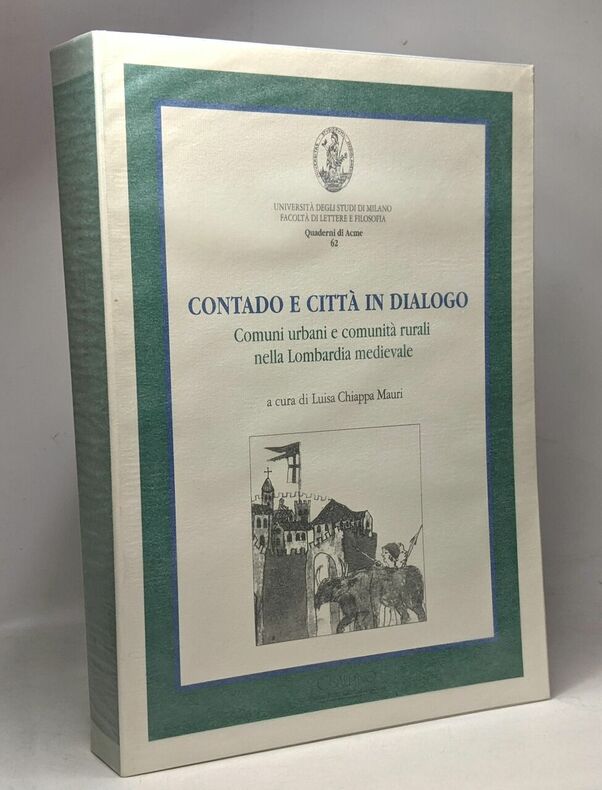 UNIVERSITÀ DEGLI STUDI DI MILANO
FACOLTÀ DI LETTERE E FILOSOFIA
Quaderni di Acme
62
CONTADO E CITTÀ IN DIALOGO
Comuni urbani e comunità rurali
nella Lombardia medievale
a cura di Luisa Chiappa Mauri